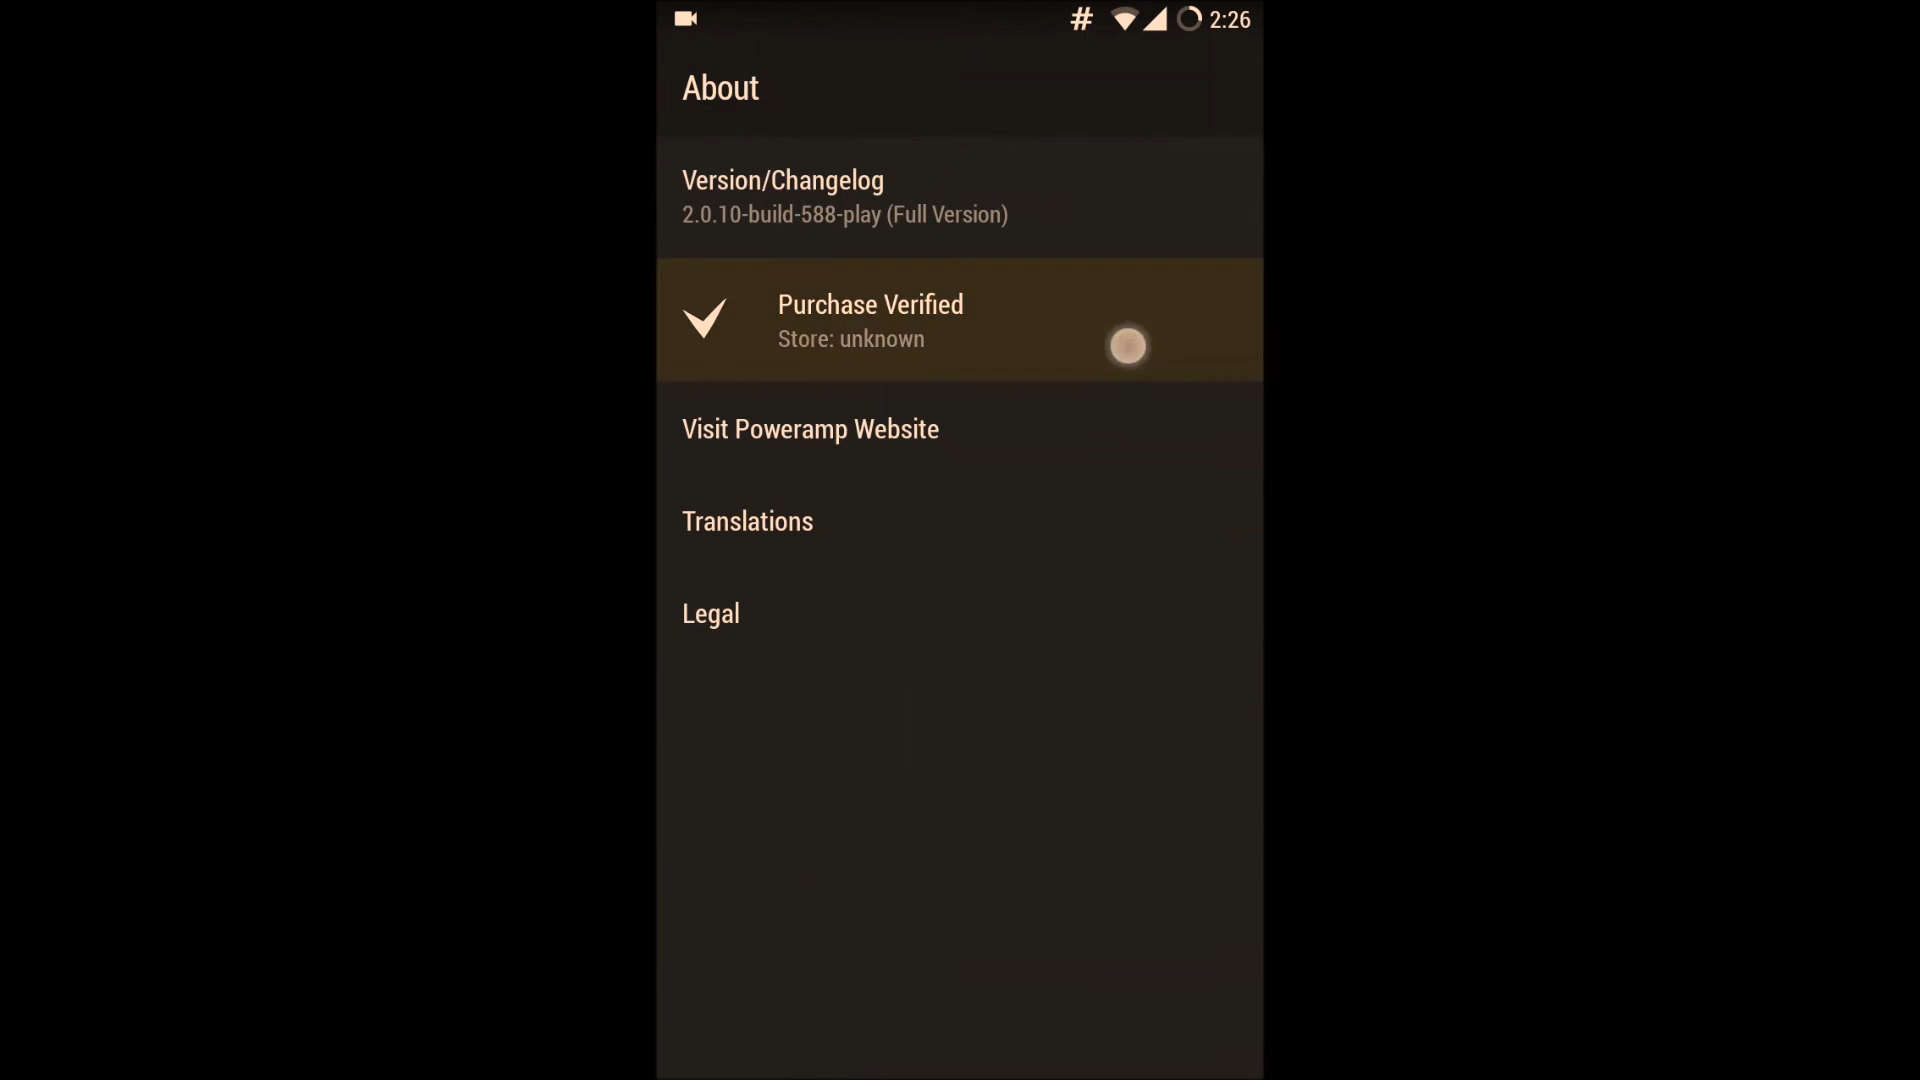 # 2:26
About
Version/Changelog
2.0.10-build-588-play (Full Version)
Purchase Verified
Store: unknown
Visit Poweramp Website
Translations
Legal